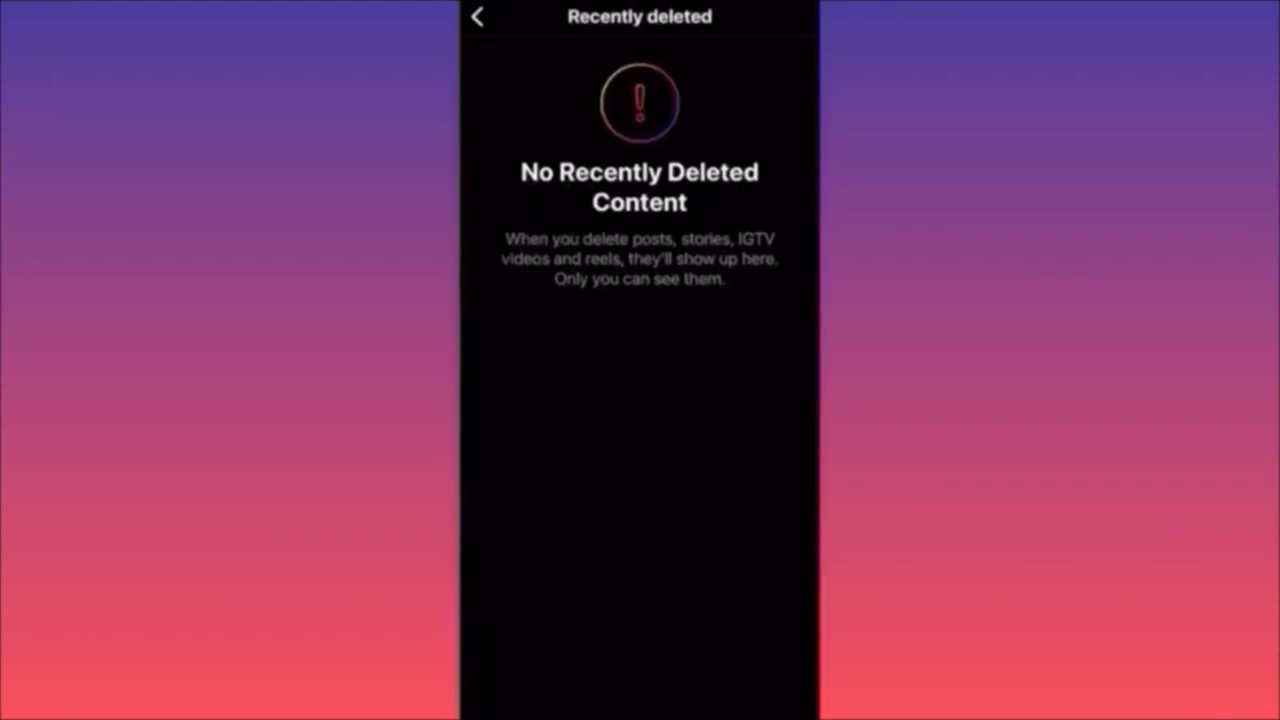 Recently deleted
No Recently Deleted
Content
When you delete posts, stories, IGTV
videos and reels, they'll show up here.
Only you can see them.